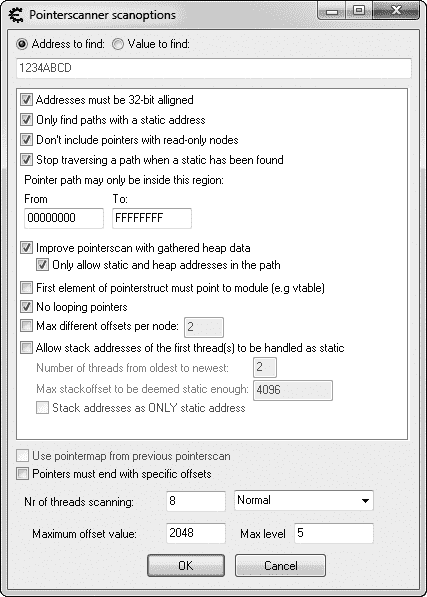 Pointerscanner scanoptions
Address to find: Value to find:
1234ABCD
Addresses must be 32-bit alligned
Only find paths with a static address
Don't include pointers with read-only nodes
Stop traversing a path when a static has been found
Pointer path may only be inside this region:
From To:
00000000 FFFFFFFF
Improve pointerscan with gathered heap data
Only allow static and heap addresses in the path
First element of pointerstruct must point to module (e.g vtable)
No looping pointers
Max different offsets per node: 2
Allow stack addresses of the first thread(s) to be handled as static
Number of threads from oldest to newest: 2
Max stackoffset to be deemed static enough: 4096
Stack addresses as ONLY static address
Use pointermap from previous pointerscan
Pointers must end with specific offsets
Nr of threads scanning: 8 Normal
Maximum offset value: 2048 Max level 5
OK Cancel